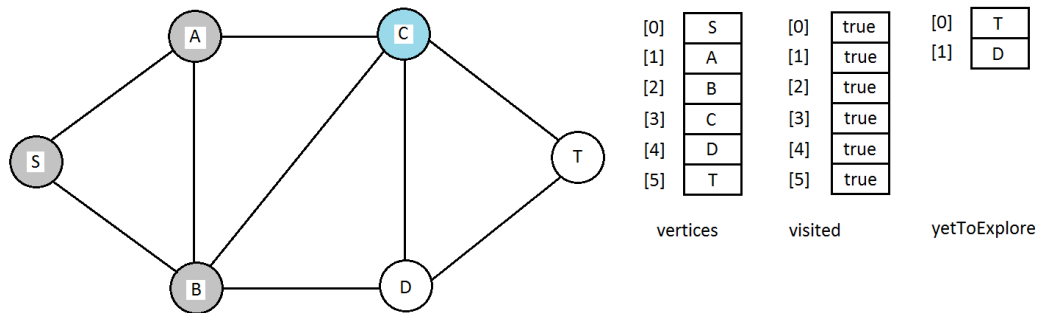 A
C
S
T
B
D
[0] S
[1] A
[2] B
[3] C
[4] D
[5] T
vertices
[0] true
[1] true
[2] true
[3] true
[4] true
[5] true
visited
[0] T
[1] D
yetToExplore